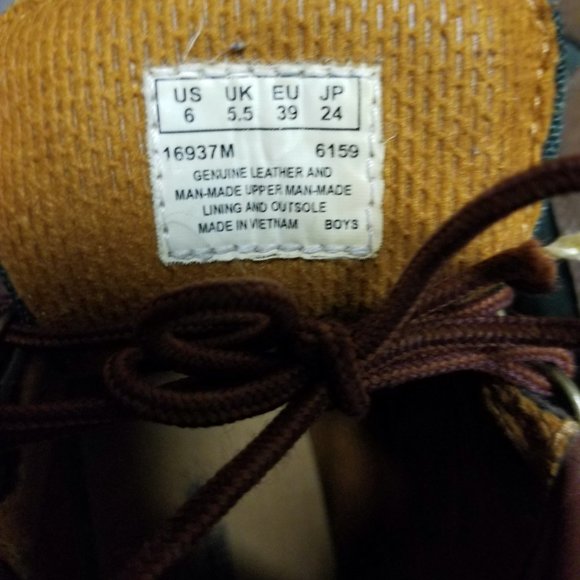 US UK EU JP
6 5.5 39 24
16937M 6159
GENUINE LEATHER AND
MAN-MADE UPPER MAN-MADE
LINING AND OUTSOLE
MADE IN VIETNAM BOYS